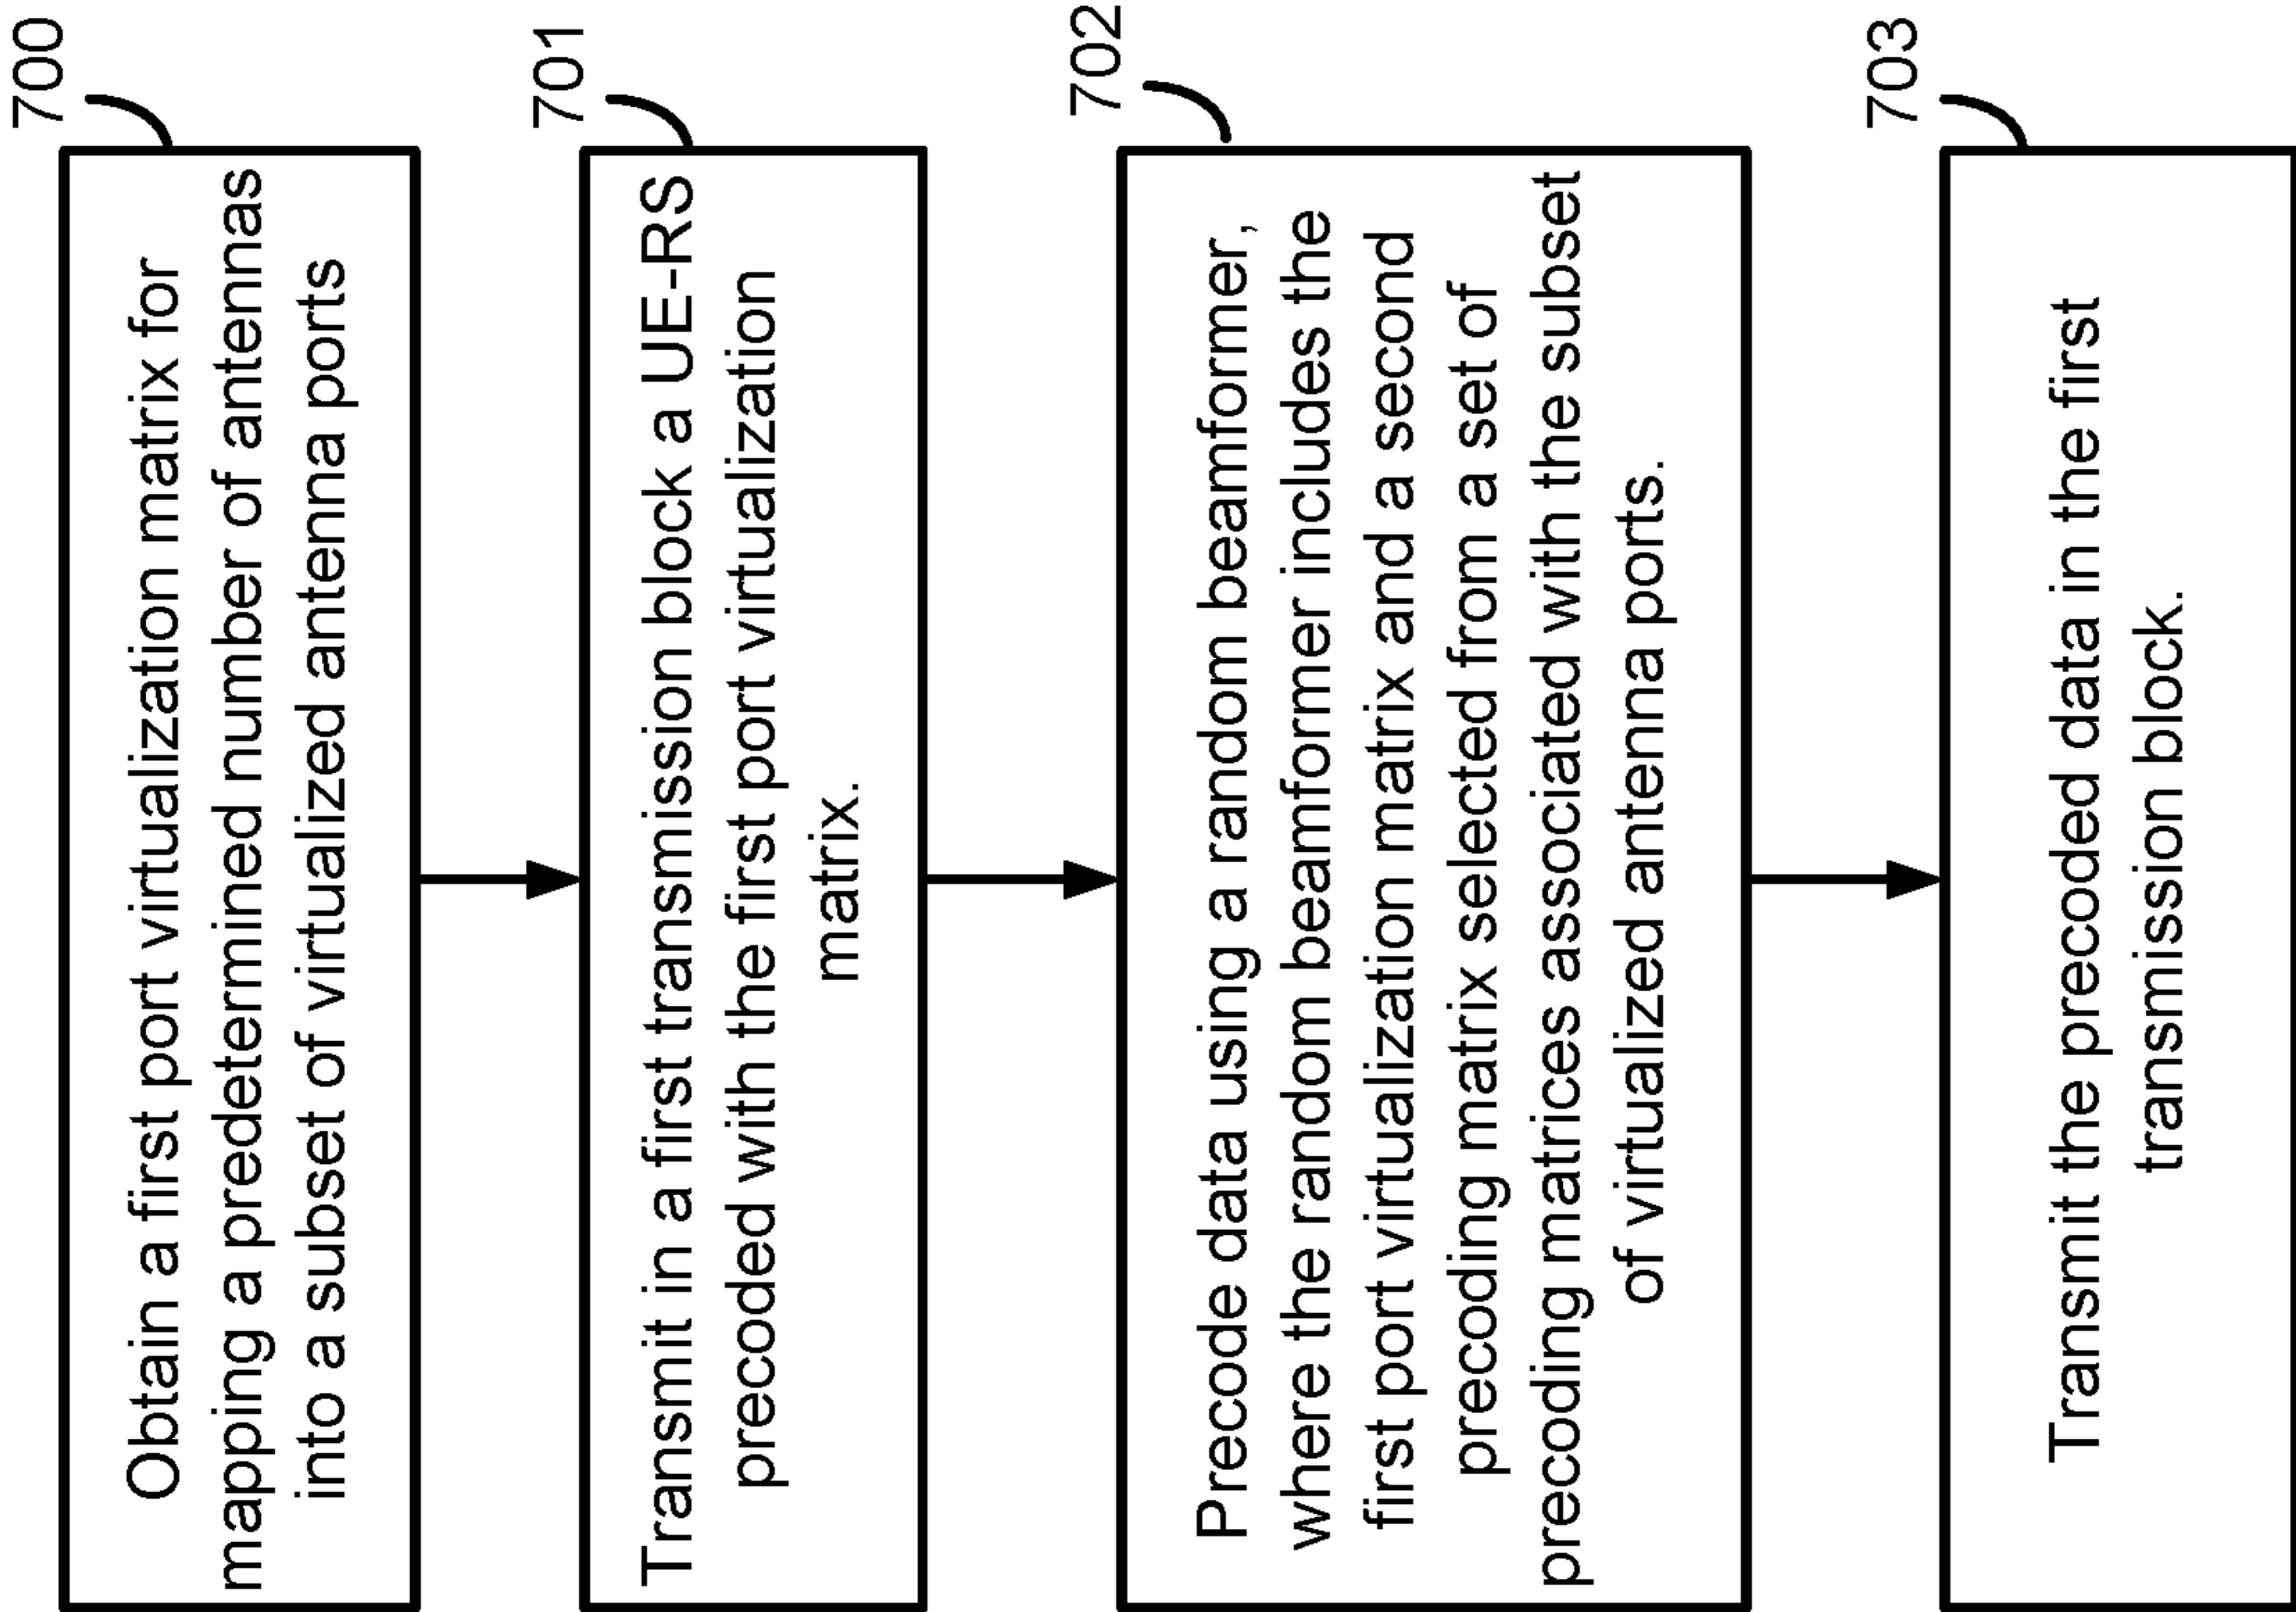 700
Obtain a first port virtualization matrix for
mapping a predetermined number of antennas
into a subset of virtualized antenna ports
701
Transmit in a first transmission block a UE-RS
precoded with the first port virtualization
matrix.
702
Precode data using a random beamformer,
where the random beamformer includes the
first port virtualization matrix and a second
precoding matrix selected from a set of
precoding matrices associated with the subset
of virtualized antenna ports.
703
Transmit the precoded data in the first
transmission block.